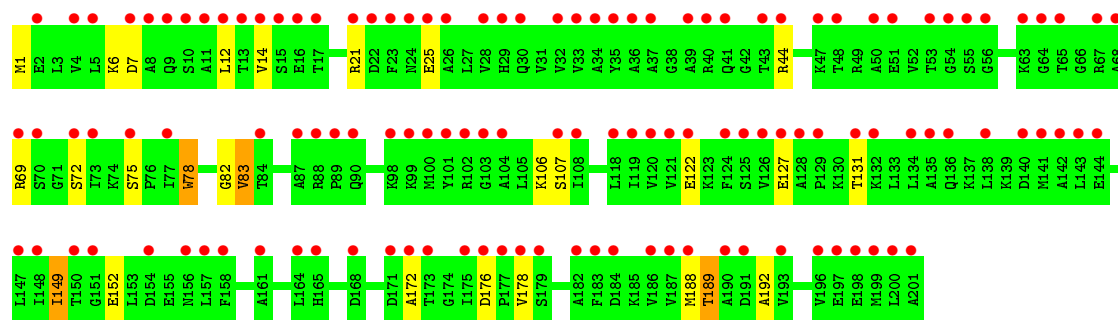 M1 E2 L3 V4 L5 K6 D7 A8 Q9 S10 A11 L12 T13 V14 S15 E16 T17 R21 D22 F23 N24 E25 A26 L27 V28 H29 Q30 V31 V32 V33 A34 Y35 A36 A37 G38 A39 R40 Q41 G42 T43 R44 K47 T48 R49 A50 E51 V52 T53 G54 S55 G56 K63 G64 T65 G66 R67 A68
R69 S70 G71 S72 I73 K74 S75 P76 I77 W78 G82 V83 T84 A87 R88 P89 Q90 K98 K99 M100 Y101 R102 G103 A104 L105 K106 S107 I108 L118 I119 V120 V121 E122 K123 F124 S125 V126 E127 A128 P129 K130 T131 K132 L133 L134 A135 Q136 K137 L138 K139 D140 M141 A142 L143 E144
L147 I148 I149 T150 G151 E152 L153 D154 E155 N156 L157 F158 A161 L164 H165 D168 D171 A172 T173 G174 I175 D176 P177 V178 S179 A182 F183 D184 K185 V186 V187 M188 T189 A190 D191 A192 V193 V196 E197 E198 M199 L200 A201